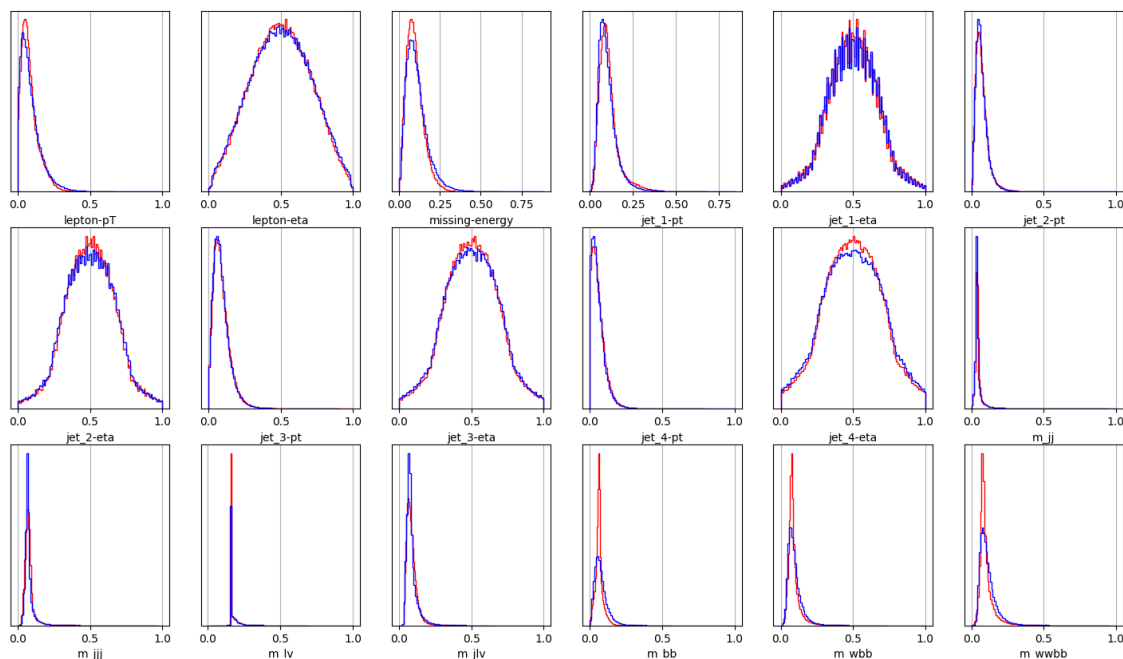 0.0 0.5 1.0 0.0 0.5 1.0 0.00 0.25 0.50 0.75 0.00 0.25 0.50 0.75 0.0 0.5 1.0 0.0 0.5 1.0
lepton-pT lepton-eta missing-energy jet_1-pt jet_1-eta jet_2-pt
0.0 0.5 1.0 0.0 0.5 1.0 0.0 0.5 1.0 0.0 0.5 1.0 0.0 0.5 1.0 0.0 0.5 1.0
jet_2-eta jet_3-pt jet_3-eta jet_4-pt jet_4-eta m_jj
0.0 0.5 1.0 0.0 0.5 1.0 0.0 0.5 1.0 0.0 0.5 1.0 0.0 0.5 1.0 0.0 0.5 1.0
m_jjj m_lv m_jlv m_bb m_wbb m_wwbb